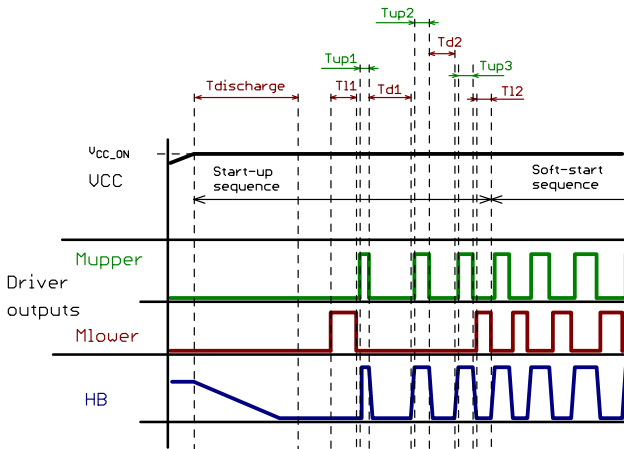 Tup2
Td2
Tup1
Tup3
Tdischarge
Tl1
Td1
Tl2
VCC_ON
VCC
Start-up
sequence
Soft-start
sequence
Mupper
Driver
outputs
Mlower
HB